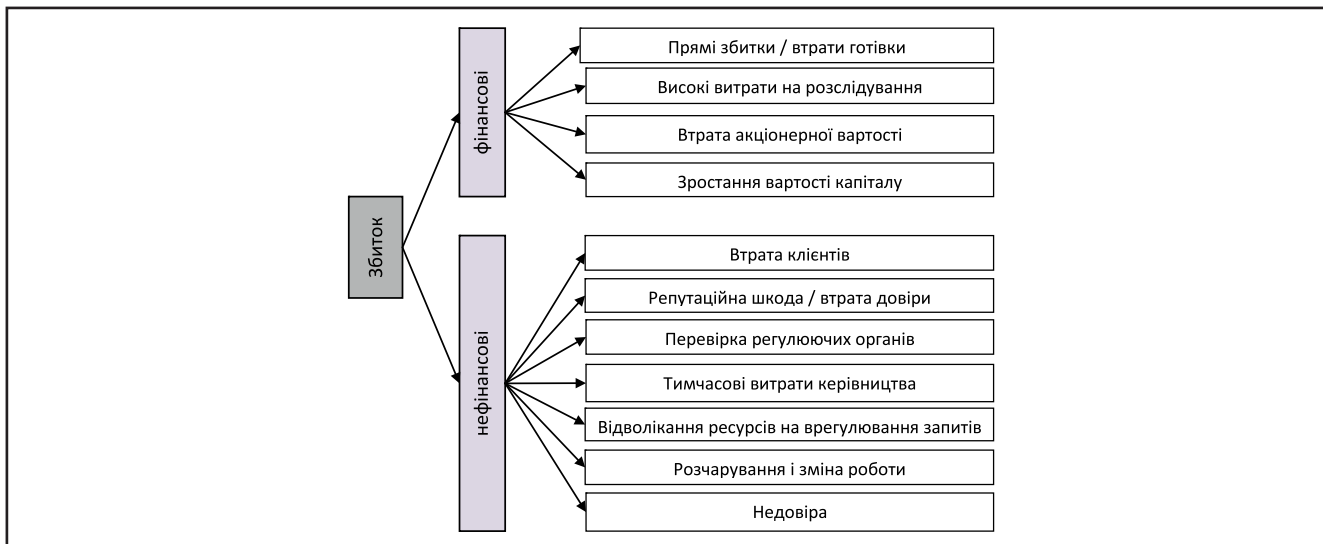 Збиток
фінансові
Прямі збитки / втрати готівки
Високі витрати на розслідування
Втрата акціонерної вартості
Зростання вартості капіталу
нефінансові
Втрата клієнтів
Репутаційна шкода / втрата довіри
Перевірка регулюючих органів
Тимчасові витрати керівництва
Відволікання ресурсів на врегулювання запитів
Розчарування і зміна роботи
Недовіра